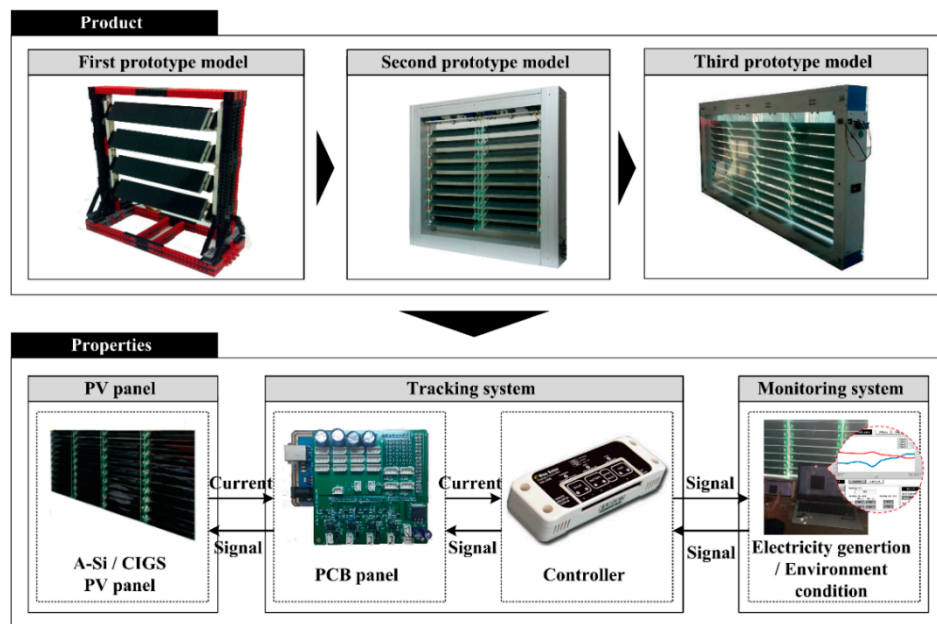 Product
First prototype model
Second prototype model
Third prototype model
Properties
PV panel
Tracking system
Monitoring system
Current
Signal
Current
Signal
Signal
Signal
A-Si / CIGS
PV panel
PCB panel
Controller
Electricity genertion
/ Environment
condition